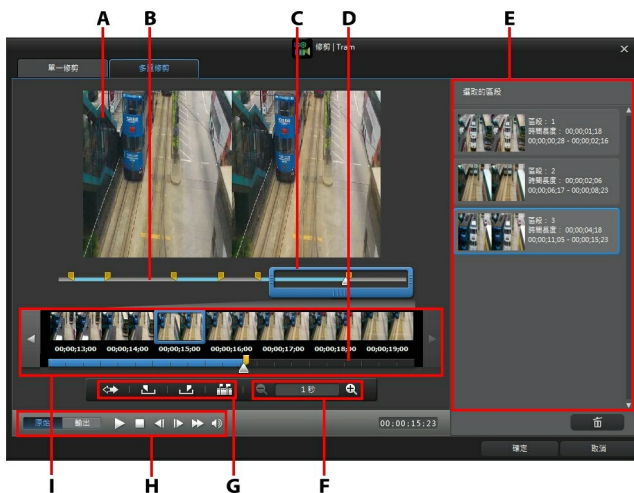 A B C D E
修剪 | Tram
單一修剪 多重修剪
選取的區段
區段： 1
時間長度： 00;00;01;18
00;00;00;28 - 00;00;02;16
區段： 2
時間長度： 00;00;02;06
00;00;06;17 - 00;00;08;23
區段： 3
時間長度： 00;00;04;18
00;00;11;05 - 00;00;15;23
00;00;13;00 00;00;14;00 00;00;15;00 00;00;16;00 00;00;17;00 00;00;18;00 00;00;19;00
1 秒
原始 輸出
00;00;15;23
確定 取消
I H G F